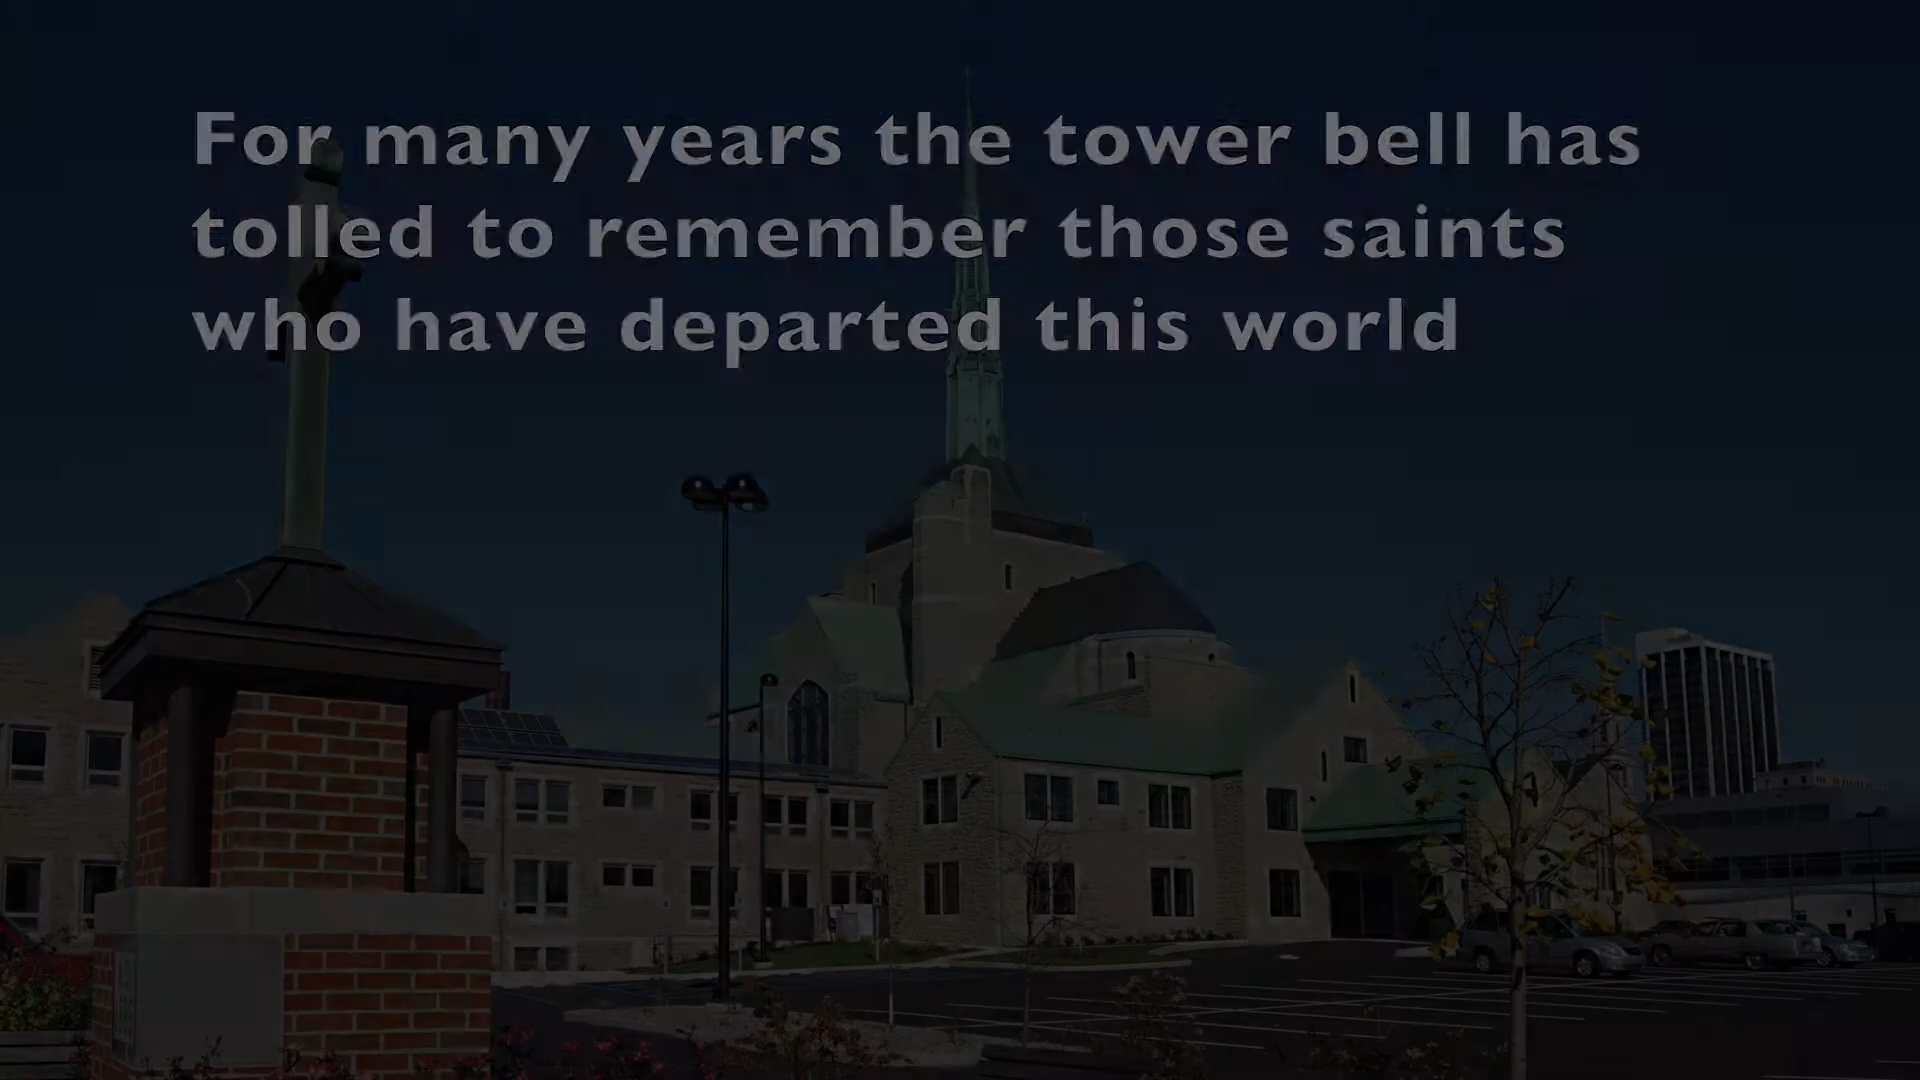 For many years the tower bell has
tolled to remember those saints
who have departed this world